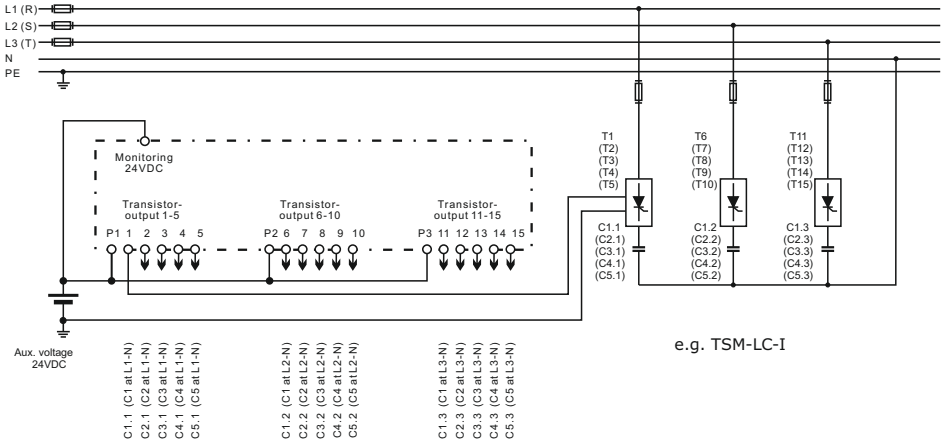 L1 (R)
L2 (S)
L3 (T)
N
PE
Monitoring
24VDC
Transistor-
output 1-5
Transistor-
output 6-10
Transistor-
output 11-15
P1 1 2 3 4 5
P2 6 7 8 9 10
P3 11 12 13 14 15
T1
(T2)
(T3)
(T4)
(T5)
T6
(T7)
(T8)
(T9)
(T10)
T11
(T12)
(T13)
(T14)
(T15)
C1.1
(C2.1)
(C3.1)
(C4.1)
(C5.1)
C1.2
(C2.2)
(C3.2)
(C4.2)
(C5.2)
C1.3
(C2.3)
(C3.3)
(C4.3)
(C5.3)
Aux. voltage
24VDC
C1.1 (C1 at L1-N)
C2.1 (C2 at L1-N)
C3.1 (C3 at L1-N)
C4.1 (C4 at L1-N)
C5.1 (C5 at L1-N)
C1.2 (C1 at L2-N)
C2.2 (C2 at L2-N)
C3.2 (C3 at L2-N)
C4.2 (C4 at L2-N)
C5.2 (C5 at L2-N)
C1.3 (C1 at L3-N)
C2.3 (C2 at L3-N)
C3.3 (C3 at L3-N)
C4.3 (C4 at L3-N)
C5.3 (C5 at L3-N)
e.g. TSM-LC-I